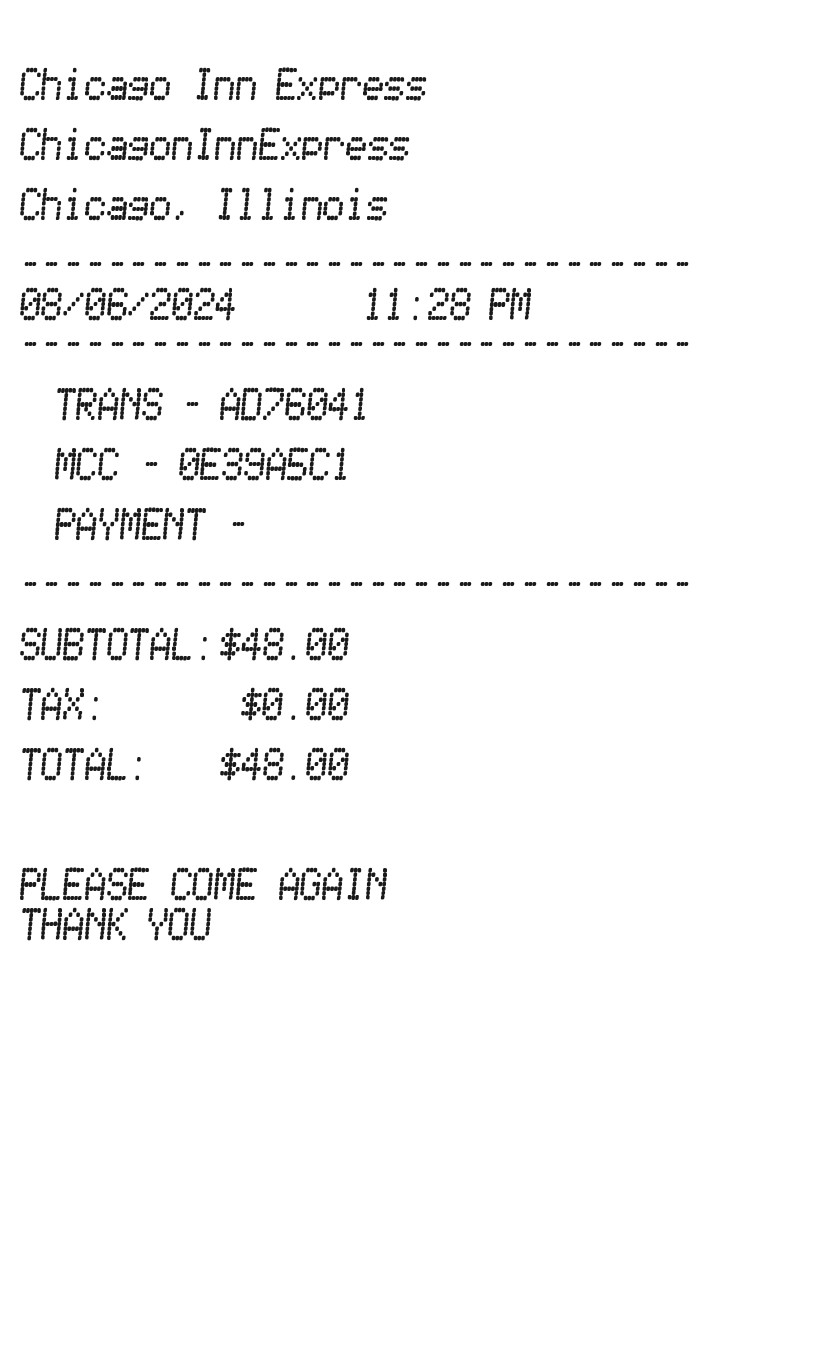 Chicago Inn Express
ChicagonInnExpress
Chicago, Illinois
-------------------------------
08/06/2024 11:28 PM
-------------------------------
TRANS - AD76041
MCC - 0E39A5C1
PAYMENT -
-------------------------------
SUBTOTAL:$48.00
TAX: $0.00
TOTAL: $48.00
PLEASE COME AGAIN
THANK YOU